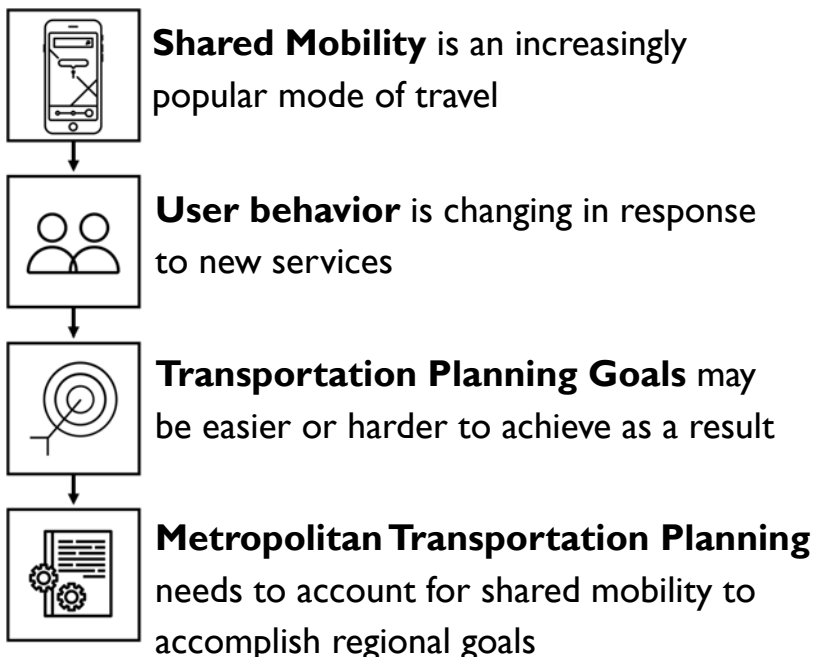 Shared Mobility is an increasingly
popular mode of travel
User behavior is changing in response
to new services
Transportation Planning Goals may
be easier or harder to achieve as a result
Metropolitan Transportation Planning
needs to account for shared mobility to
accomplish regional goals